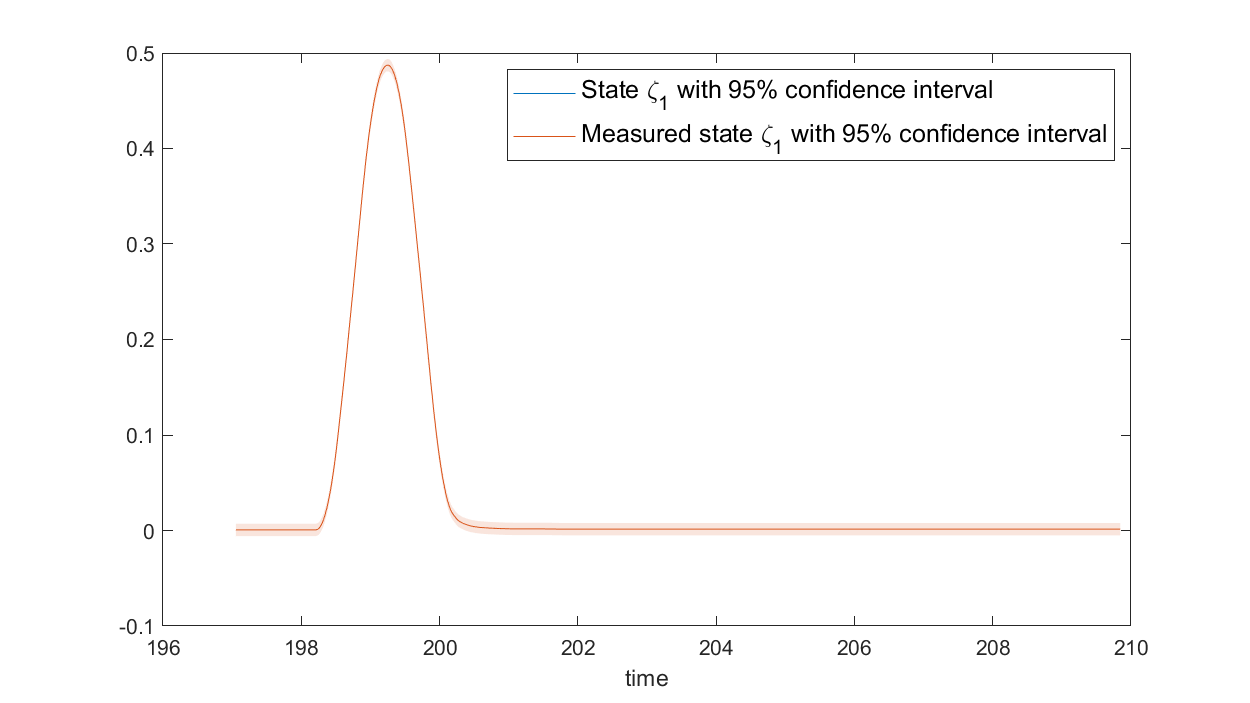 0.5
State ζ1 with 95% confidence interval
Measured state ζ1 with 95% confidence interval
0.4
0.3
0.2
0.1
0
-0.1
196 198 200 202 204 206 208 210
time